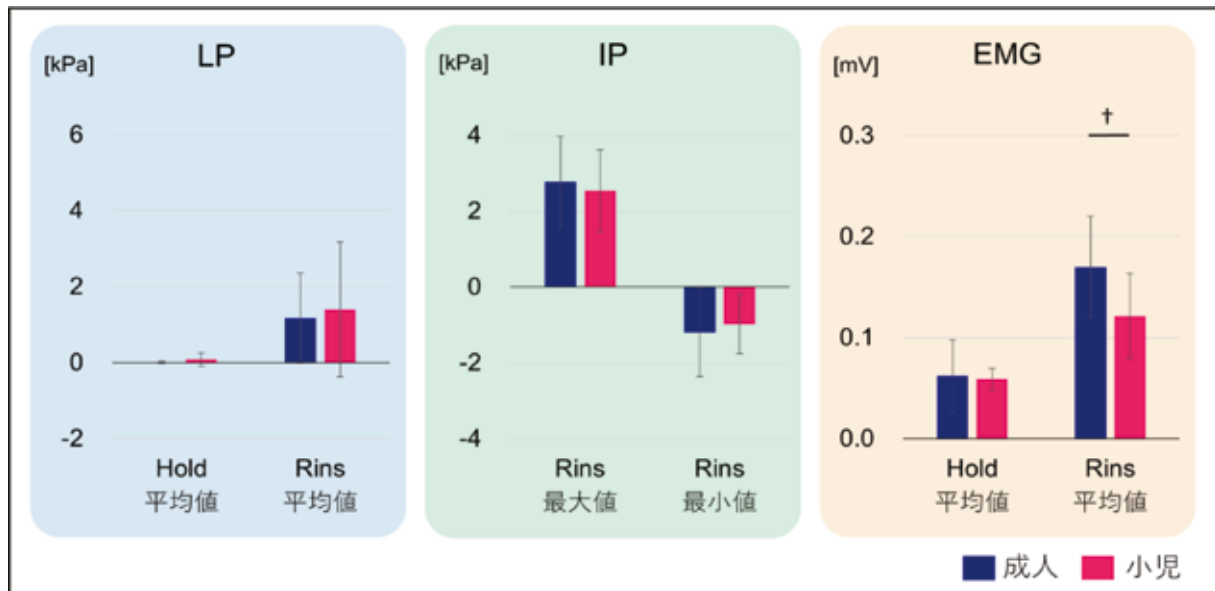 LP
[kPa]
6
4
2
0
-2
Hold
平均値
Rins
平均値
IP
[kPa]
4
2
0
-2
-4
Rins
最大値
Rins
最小値
EMG
[mV]
0.3
0.2
0.1
0.0
†
Hold
平均値
Rins
平均値
成人
小児